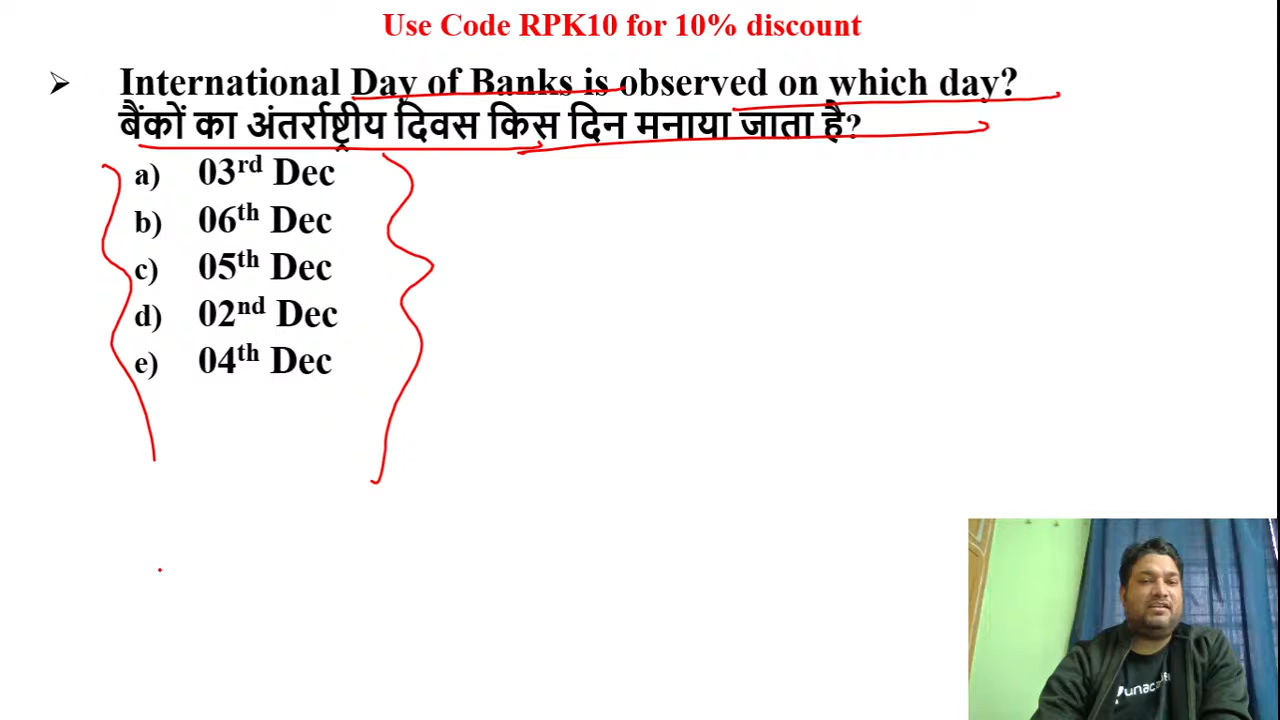 Use Code RPK10 for 10% discount
➢ International Day of Banks is observed on which day?
बैंकों का अंतर्राष्ट्रीय दिवस किस दिन मनाया जाता है?
a) 03rd Dec
b) 06th Dec
c) 05th Dec
d) 02nd Dec
e) 04th Dec